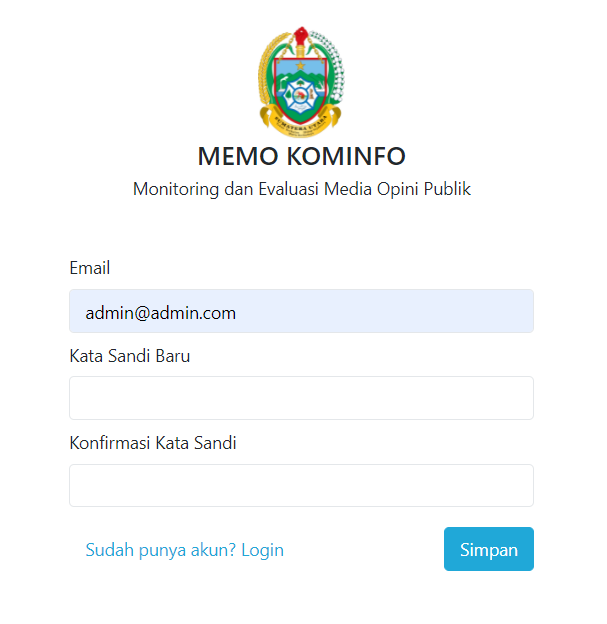 SUMATERA UTARA
MEMO KOMINFO
Monitoring dan Evaluasi Media Opini Publik
Email
admin@admin.com
Kata Sandi Baru
Konfirmasi Kata Sandi
Sudah punya akun? Login
Simpan